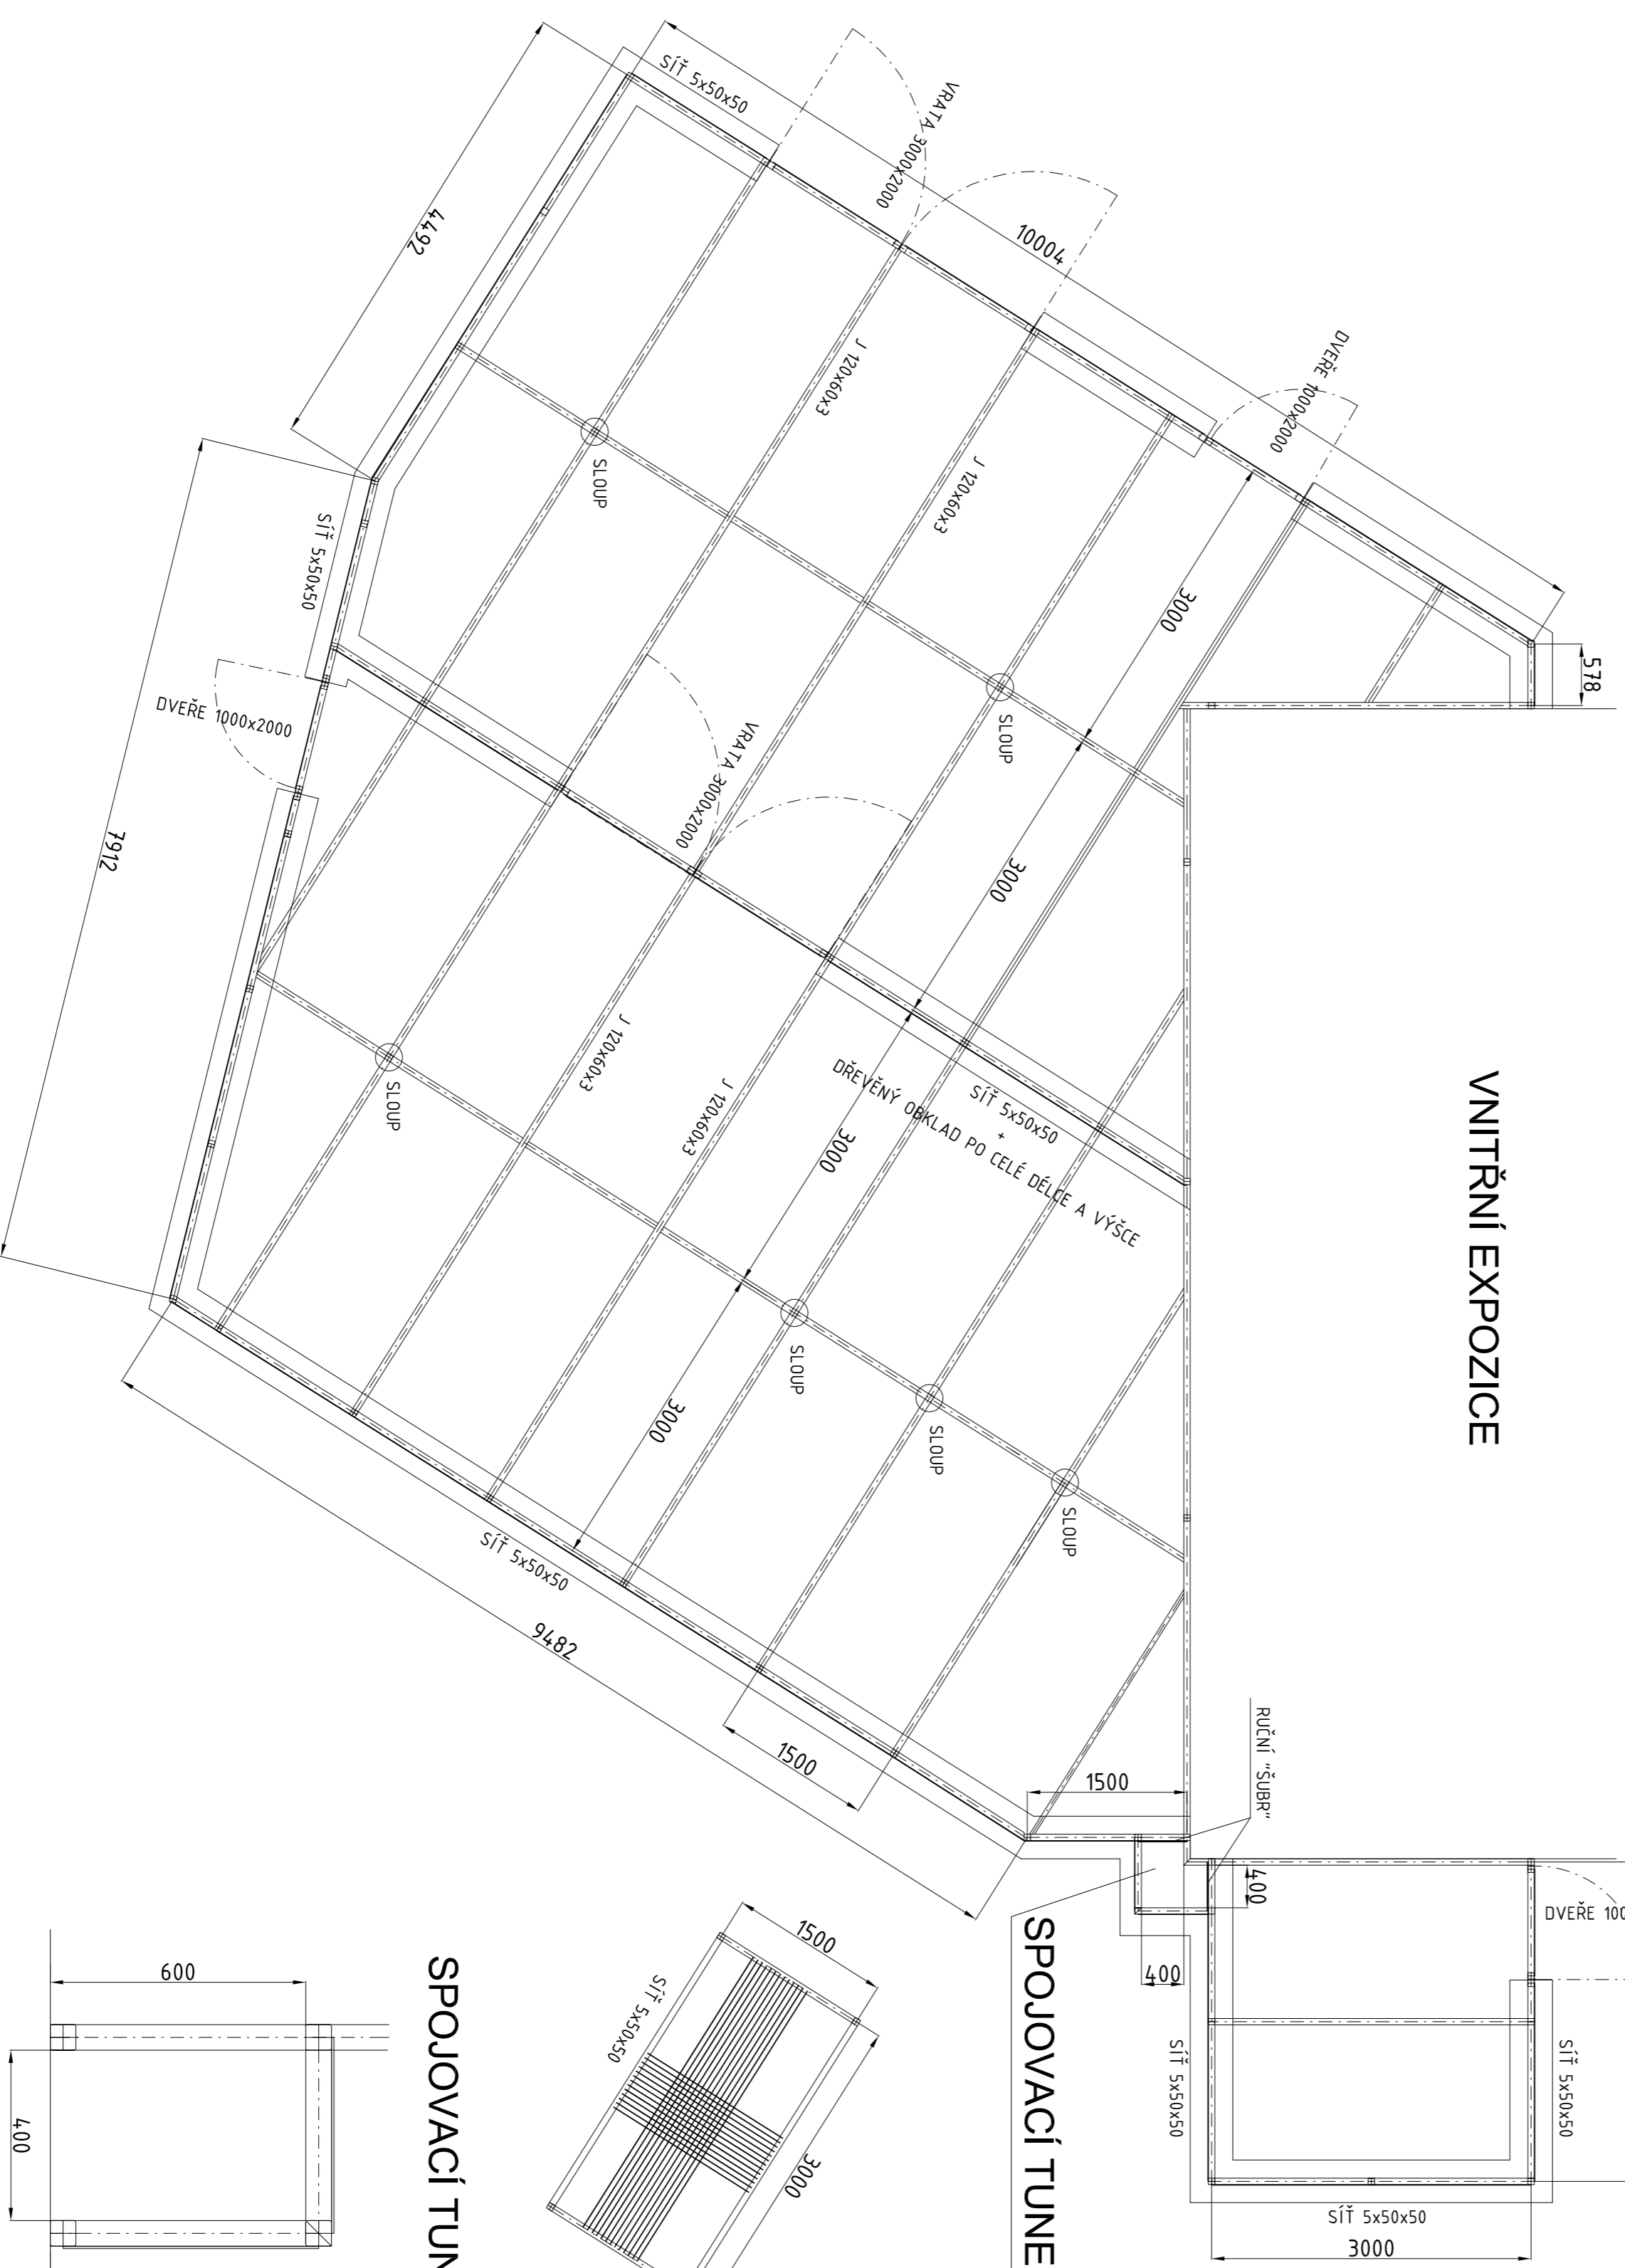 SÍŤ 5x50x50
VRATA 3000x2000
10004
4492
J 120x60x3
DVEŘE 1000x2000
J 120x60x3
SLOUP
SÍŤ 5x50x50
3000
578
SLOUP
DVEŘE 1000x2000
VRATA 3000x2000
7912
3000
J 120x60x3
J 120x60x3
SLOUP
SÍŤ 5x50x50
+
DŘEVĚNÝ OBKLAD PO CELÉ DÉLCE A VÝŠCE
3000
VNITŘNÍ EXPOZICE
SLOUP
3000
SLOUP
SLOUP
SÍŤ 5x50x50
9482
1500
1500
RUČNÍ "ŠUBR"
400
DVEŘE 100
400
SPOJOVACÍ TUNE
SÍŤ 5x50x50
SÍŤ 5x50x50
SÍŤ 5x50x50
3000
1500
SÍŤ 5x50x50
3000
SPOJOVACÍ TUN
600
400